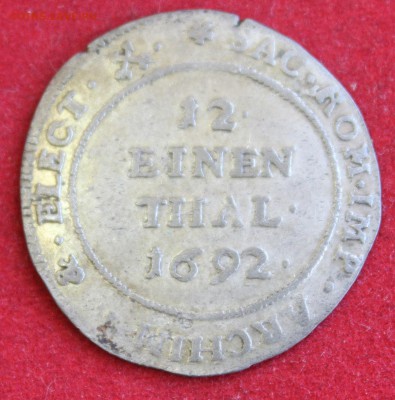 12
EINEN
THAL·
1692·
SAC·ROM·IMP·ARCHIM & ELECT·